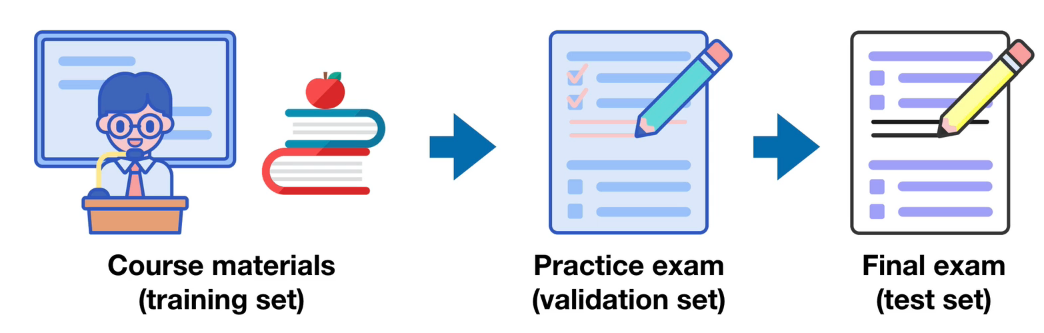 Course materials
(training set)
Practice exam
(validation set)
Final exam
(test set)